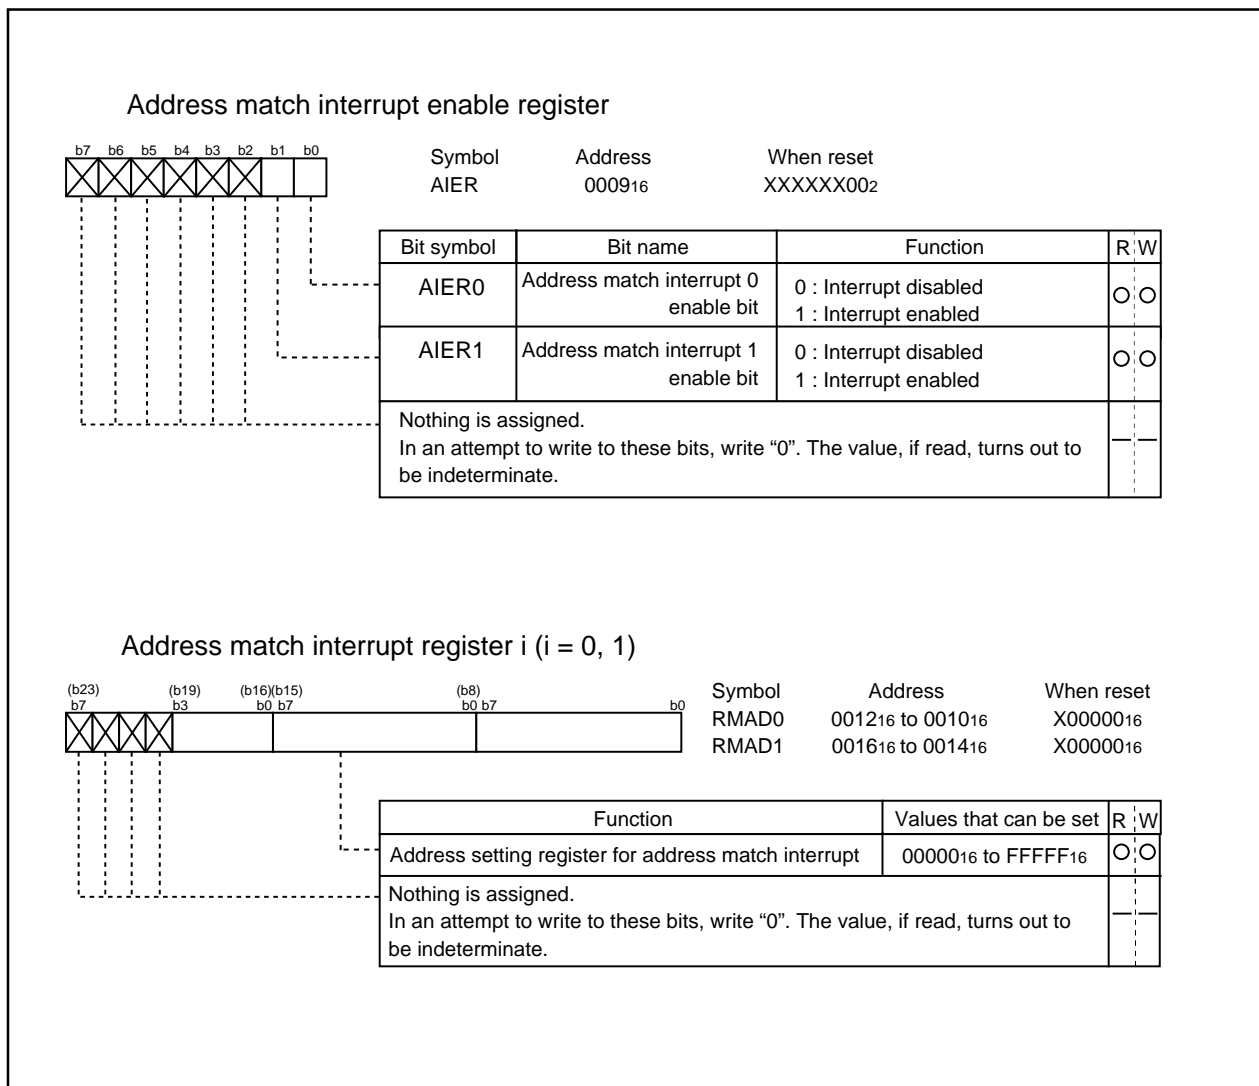 Address match interrupt enable register
b7 b6 b5 b4 b3 b2 b1 b0
Symbol Address When reset
AIER 000916 XXXXXX002
Bit symbol Bit name Function R W
AIER0 Address match interrupt 0 enable bit 0 : Interrupt disabled
1 : Interrupt enabled
AIER1 Address match interrupt 1 enable bit 0 : Interrupt disabled
1 : Interrupt enabled
Nothing is assigned.
In an attempt to write to these bits, write “0”. The value, if read, turns out to
be indeterminate.
Address match interrupt register i (i = 0, 1)
(b23) (b19) (b16)(b15) (b8)
b7 b3 b0 b7 b0 b7 b0
Symbol Address When reset
RMAD0 001216 to 001016 X0000016
RMAD1 001616 to 001416 X0000016
Function Values that can be set R W
Address setting register for address match interrupt 0000016 to FFFFF16
Nothing is assigned.
In an attempt to write to these bits, write “0”. The value, if read, turns out to
be indeterminate.